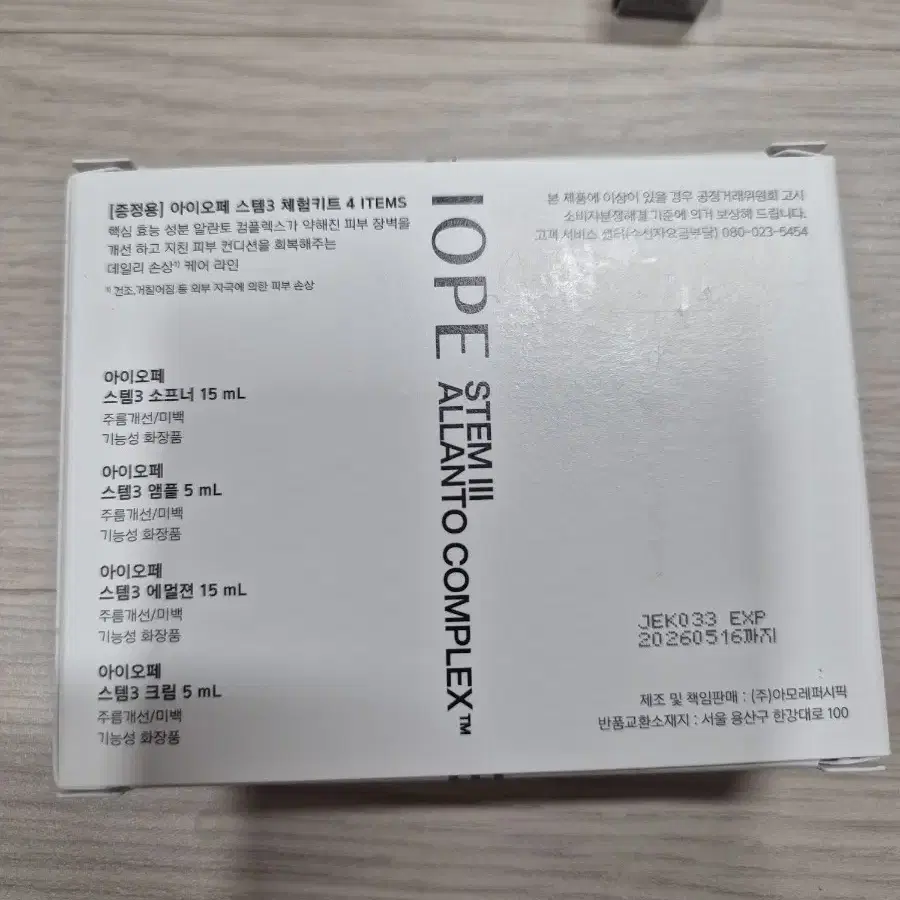 [증정용] 아이오페 스템3 체험키트 4 ITEMS
핵심 효능 성분 알란토 컴플렉스가 약해진 피부 장벽을
개선 하고 지친 피부 컨디션을 회복해주는
데일리 손상¹⁾ 케어 라인
¹⁾ 건조,거칠어짐 등 외부 자극에 의한 피부 손상
아이오페
스템3 소프너 15 mL
주름개선/미백
기능성 화장품
아이오페
스템3 앰플 5 mL
주름개선/미백
기능성 화장품
아이오페
스템3 에멀젼 15 mL
주름개선/미백
기능성 화장품
아이오페
스템3 크림 5 mL
주름개선/미백
기능성 화장품
IOPE
STEM III
ALLANTO COMPLEX™
본 제품에 이상이 있을 경우 공정거래위원회 고시
소비자분쟁해결 기준에 의거 보상해 드립니다.
고객 서비스 센터(수신자요금부담) 080-023-5454
JEK033 EXP
20260516까지
제조 및 책임판매 : (주)아모레퍼시픽
반품교환소재지 : 서울 용산구 한강대로 100